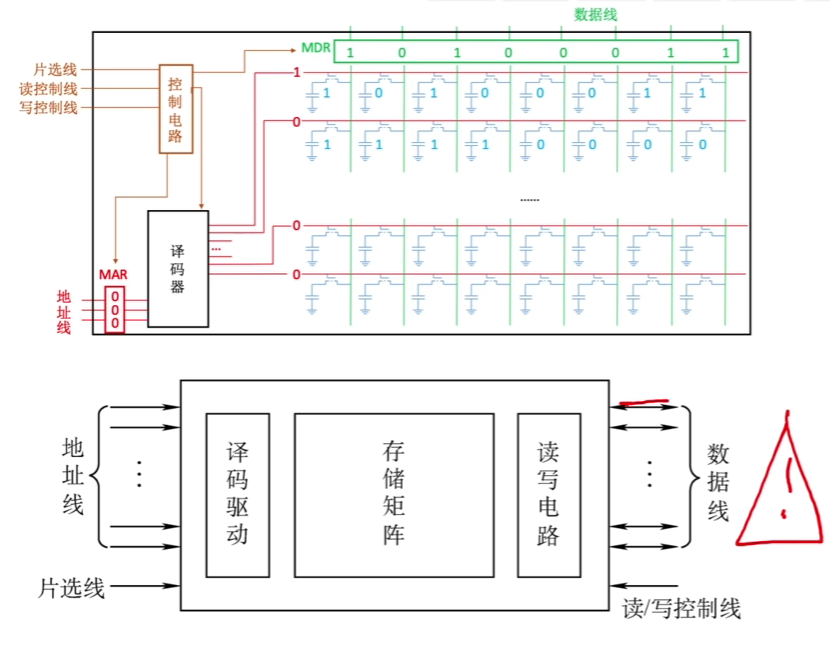 数据线
MDR 1 0 1 0 0 0 1 1
片选线
读控制线
写控制线
控制电路
1
1 0 1 0 0 0 1 1
0
1 1 1 1 0 0 0 0
......
0
0
...
译码器
MAR
地址线
0
0
0
地址线
⋮
译码驱动
存储矩阵
读写电路
⋮
数据线
片选线
读/写控制线
!